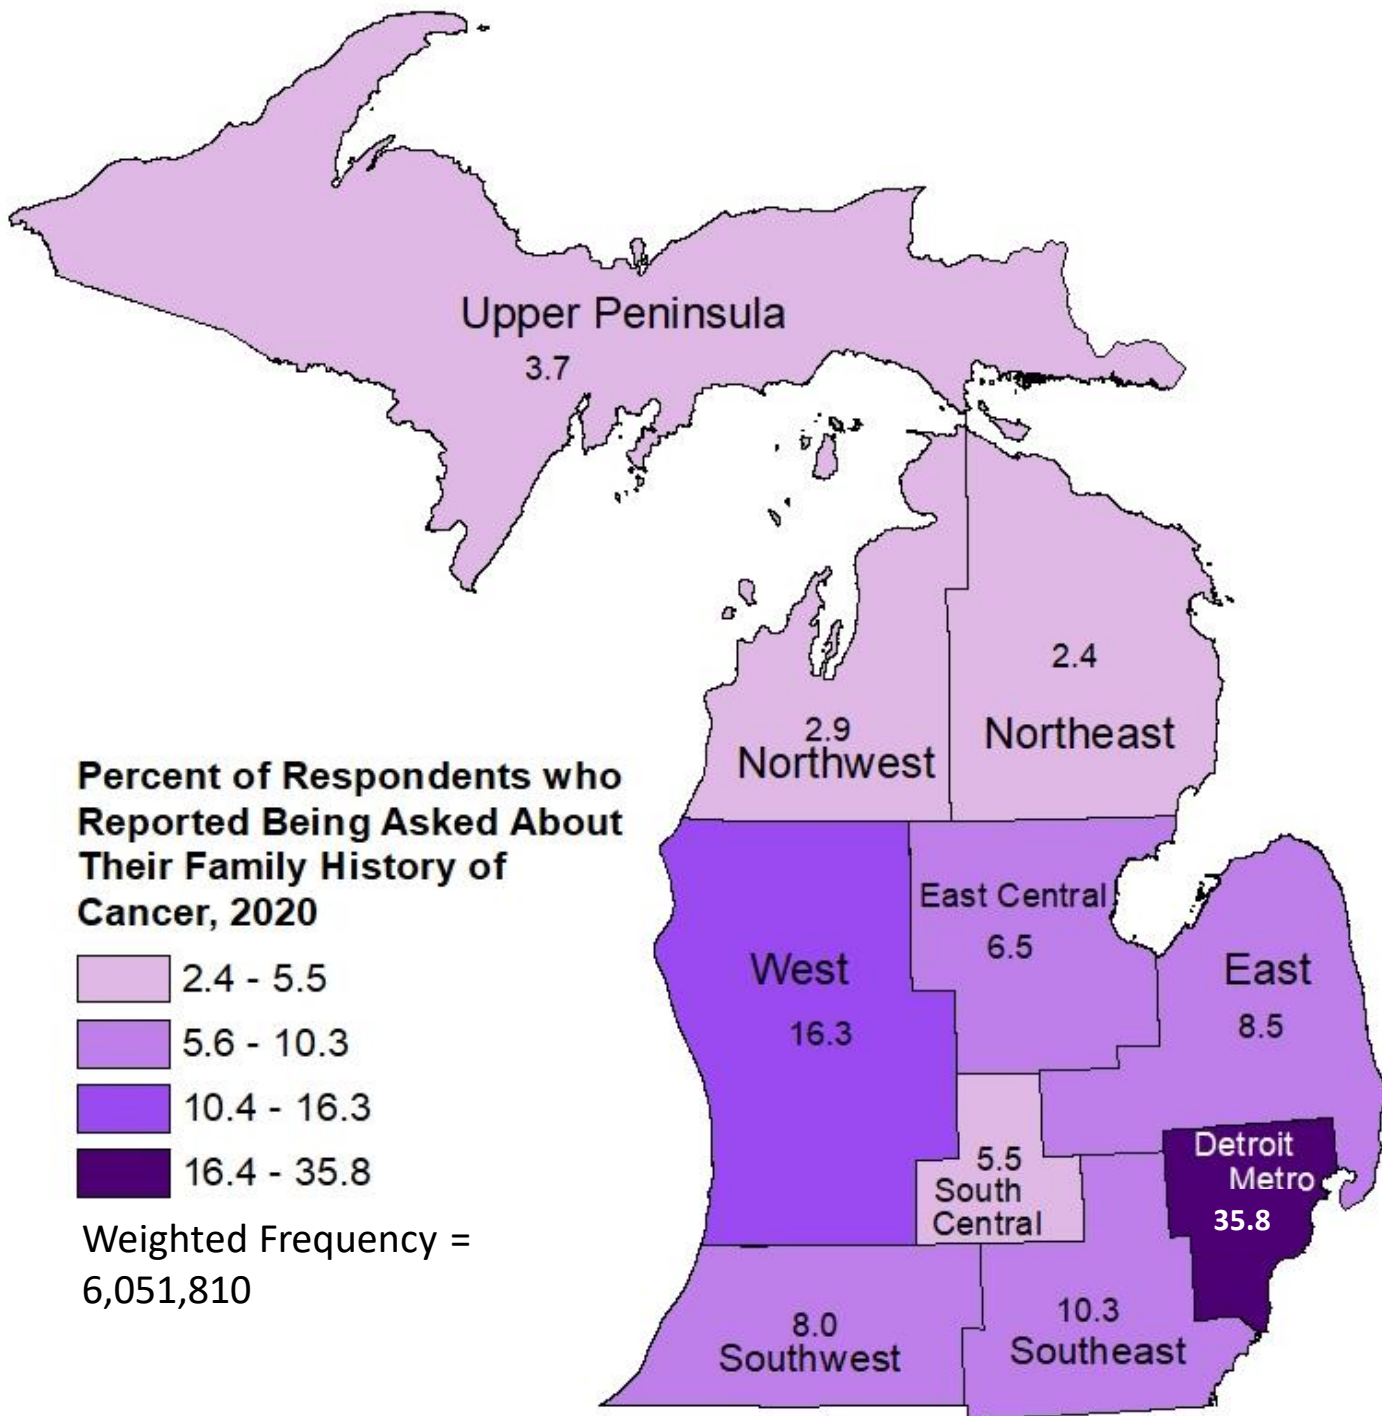 Upper Peninsula
3.7
2.4
Northeast
2.9
Northwest
Percent of Respondents who
Reported Being Asked About
Their Family History of
Cancer, 2020
2.4 - 5.5
5.6 - 10.3
10.4 - 16.3
16.4 - 35.8
Weighted Frequency =
6,051,810
East Central
6.5
West
16.3
East
8.5
Detroit
Metro
35.8
5.5
South
Central
8.0
Southwest
10.3
Southeast